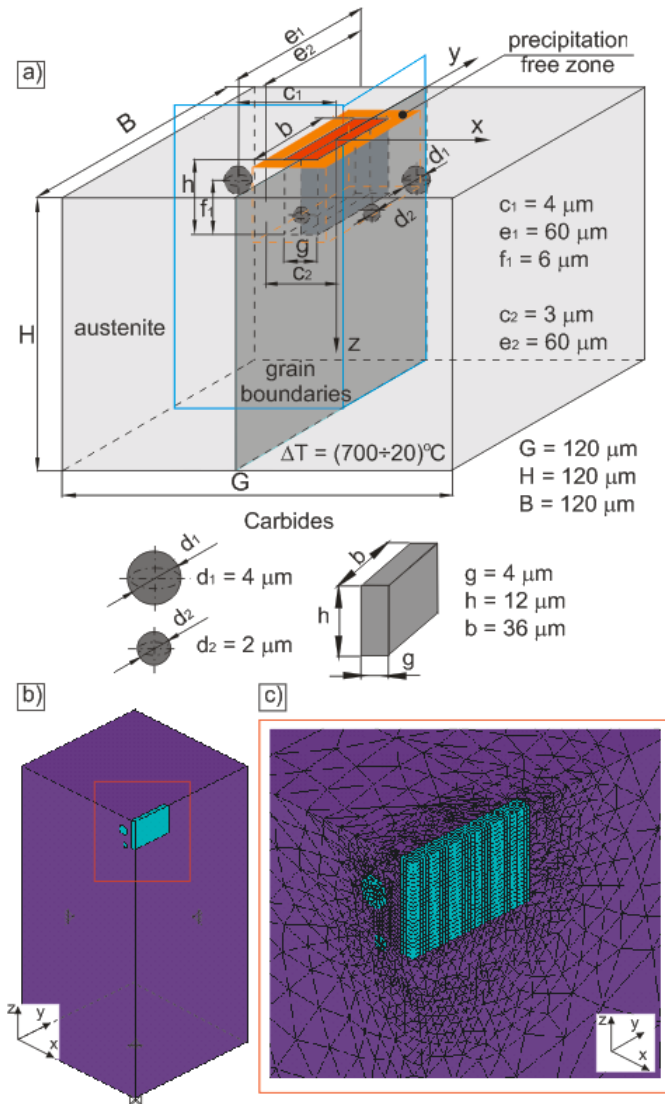 a)
e1
e2
c1
b
B
y
precipitation
free zone
x
d1
h
f1
d2
g
c2
c1 = 4 μm
e1 = 60 μm
f1 = 6 μm
c2 = 3 μm
e2 = 60 μm
H
austenite
z
grain
boundaries
ΔT = (700÷20)°C
G
G = 120 μm
H = 120 μm
B = 120 μm
Carbides
d1
d1 = 4 μm
d2
d2 = 2 μm
b
h
g
g = 4 μm
h = 12 μm
b = 36 μm
b)
c)
z
y
x
z
y
x